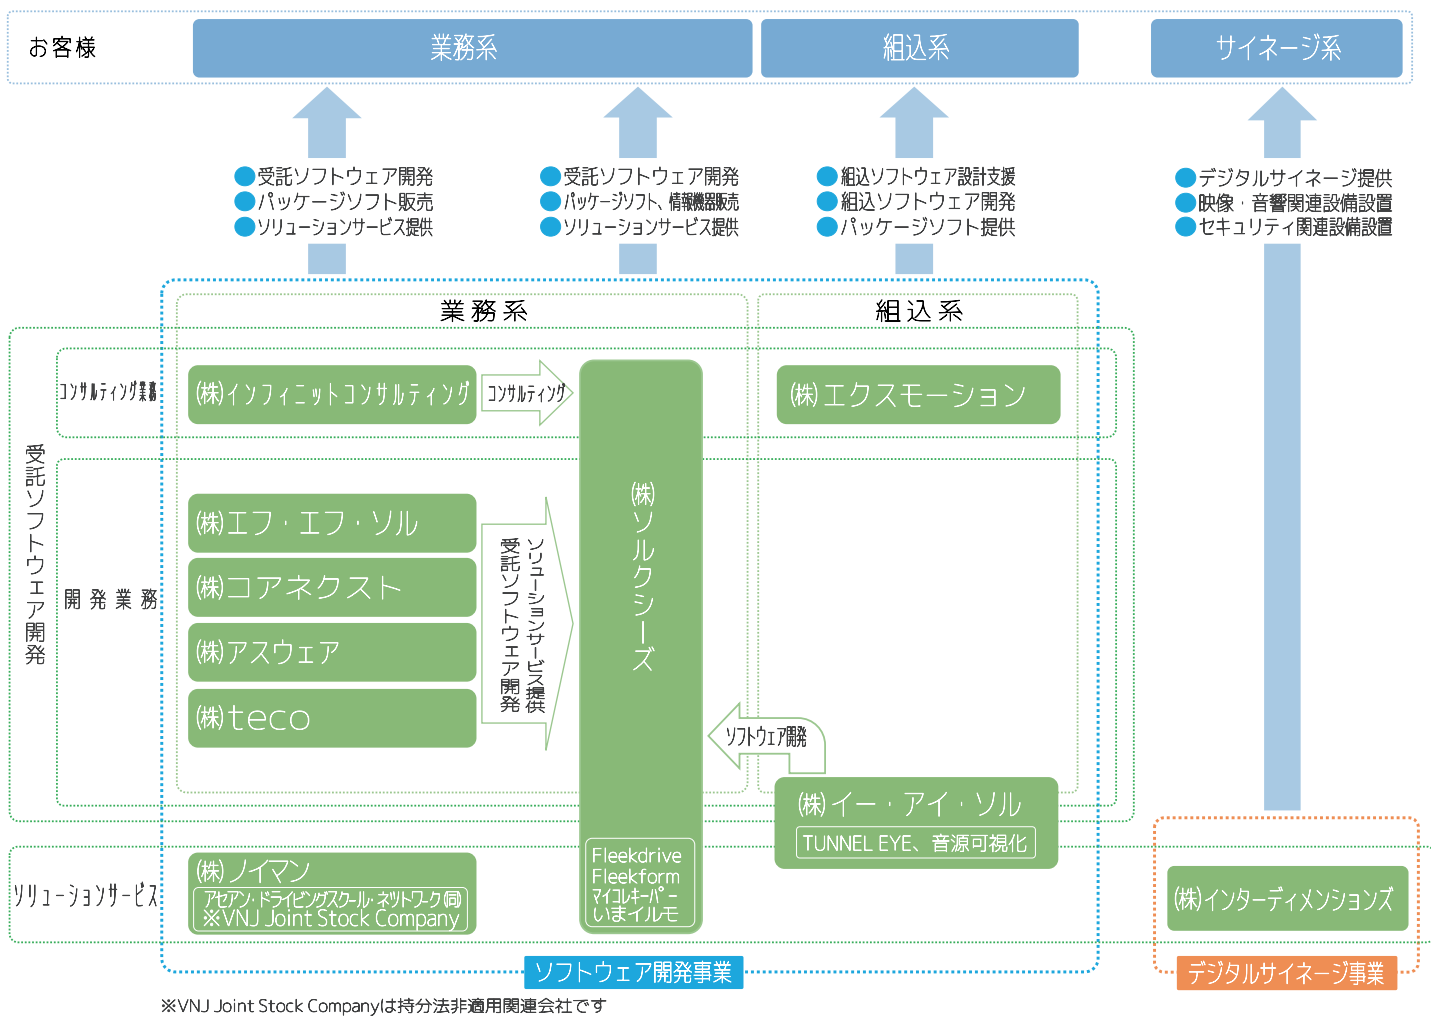 お客様
業務系
組込系
サイネージ系
受託ソフトウェア開発
パッケージソフト販売
ソリューションサービス提供
受託ソフトウェア開発
パッケージソフト、情報機器販売
ソリューションサービス提供
組込ソフトウェア設計支援
組込ソフトウェア開発
パッケージソフト提供
デジタルサイネージ提供
映像・音響関連設備設置
セキュリティ関連設備設置
業務系
組込系
受託ソフトウェア開発
コンサルティング業務
㈱インフィニットコンサルティング
コンサルティング
㈱エクスモーション
開発業務
㈱エフ・エフ・ソル
㈱コアネクスト
㈱アスウェア
㈱teco
ソリューションサービス提供
受託ソフトウェア開発
㈱ソルクシーズ
ソフトウェア開発
㈱イー・アイ・ソル
TUNNEL EYE、音源可視化
Fleekdrive
Fleekform
マイコレキーパー
いまイルモ
ソリューションサービス
㈱ノイマン
アセアン・ドライビングスクール・ネットワーク㈿
※VNJ Joint Stock Company
㈱インターディメンションズ
ソフトウェア開発事業
デジタルサイネージ事業
※VNJ Joint Stock Companyは持分法非適用関連会社です